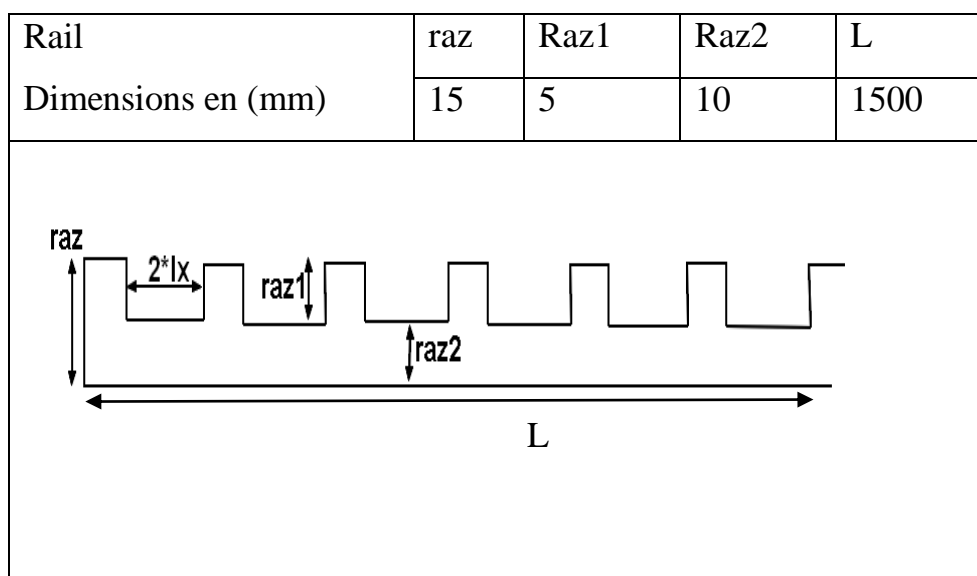 Rail raz Raz1 Raz2 L
Dimensions en (mm) 15 5 10 1500
raz
2*lx
raz1
raz2
L